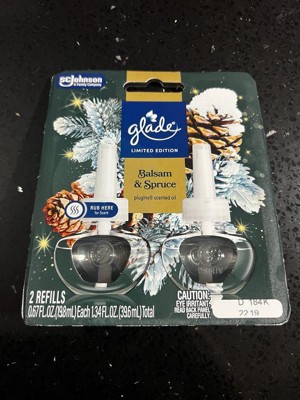 SC Johnson
A Family Company
glade
LIMITED EDITION
Balsam
& Spruce
plugins® scented oil
RUB HERE
for Scent
2 REFILLS
0.67 FL. OZ. (19.8 mL) Each 1.34 FL. OZ. (39.6 mL) Total
CAUTION:
EYE IRRITANT.
READ BACK PANEL
CAREFULLY.
D 184K
2219